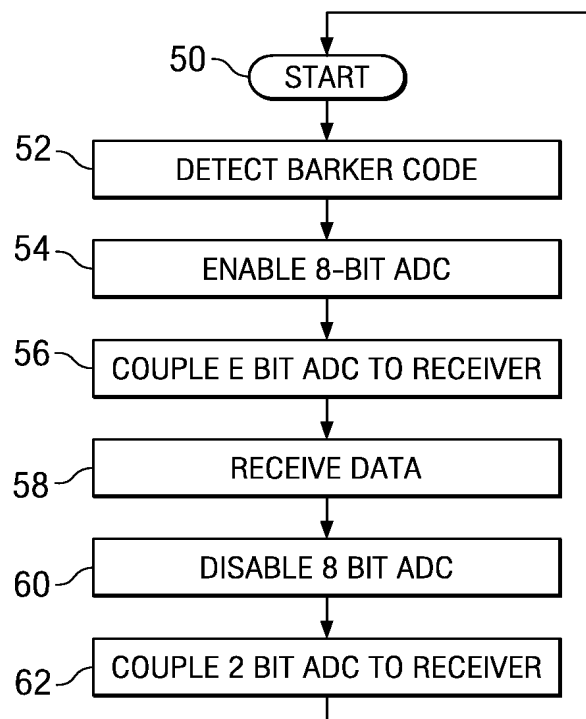 50 START
52 DETECT BARKER CODE
54 ENABLE 8-BIT ADC
56 COUPLE E BIT ADC TO RECEIVER
58 RECEIVE DATA
60 DISABLE 8 BIT ADC
62 COUPLE 2 BIT ADC TO RECEIVER